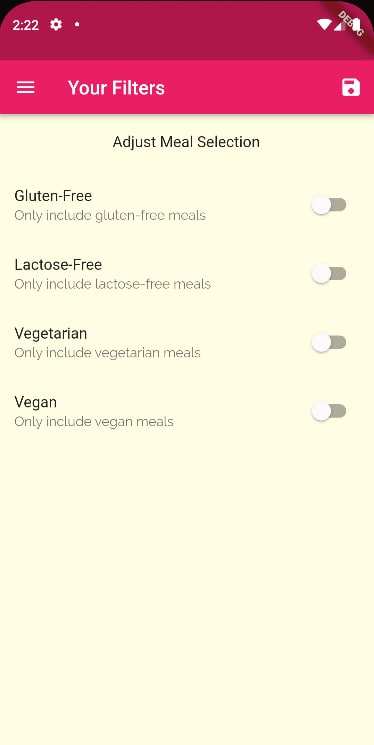 2:22
DEBUG
Your Filters
Adjust Meal Selection
Gluten-Free
Only include gluten-free meals
Lactose-Free
Only include lactose-free meals
Vegetarian
Only include vegetarian meals
Vegan
Only include vegan meals